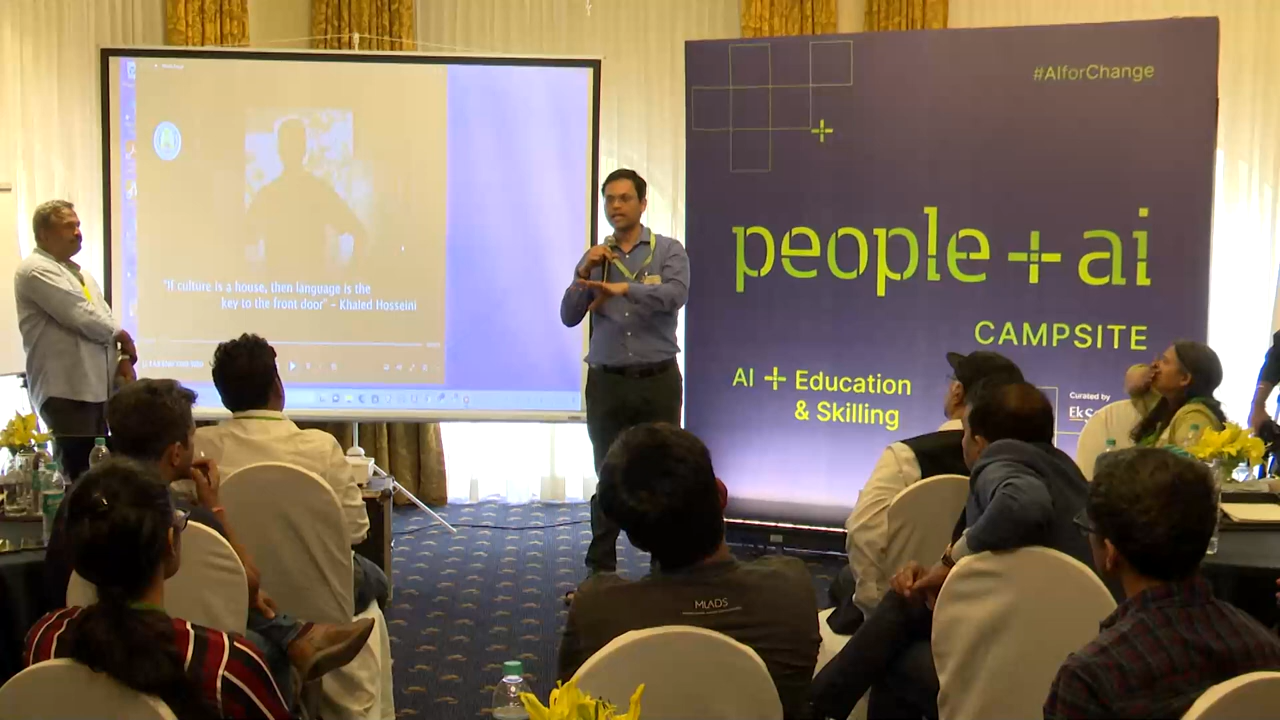 "If culture is a house, then language is the
key to the front door" – Khaled Hosseini
#AIforChange
people + ai
CAMPSITE
AI + Education
& Skilling
Curated by
MLADS